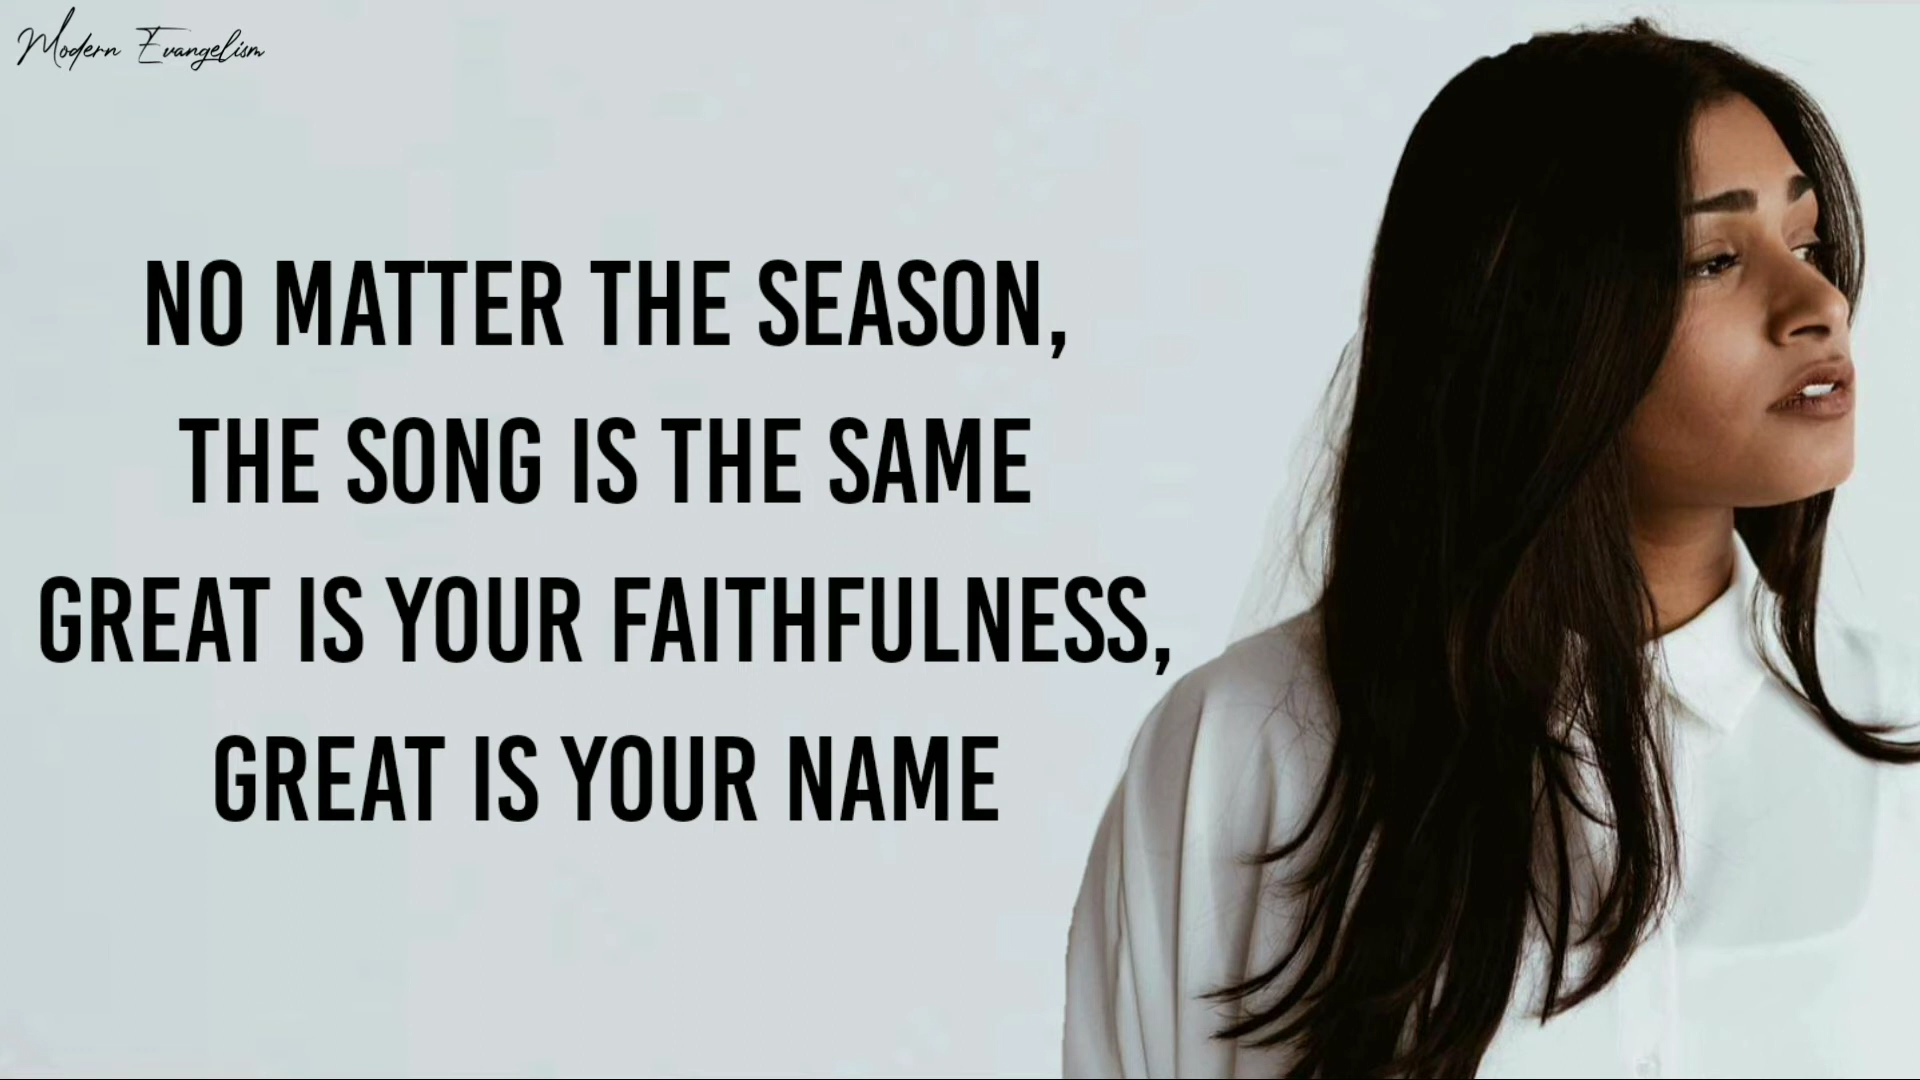 Modern Evangelism
NO MATTER THE SEASON,
THE SONG IS THE SAME
GREAT IS YOUR FAITHFULNESS,
GREAT IS YOUR NAME